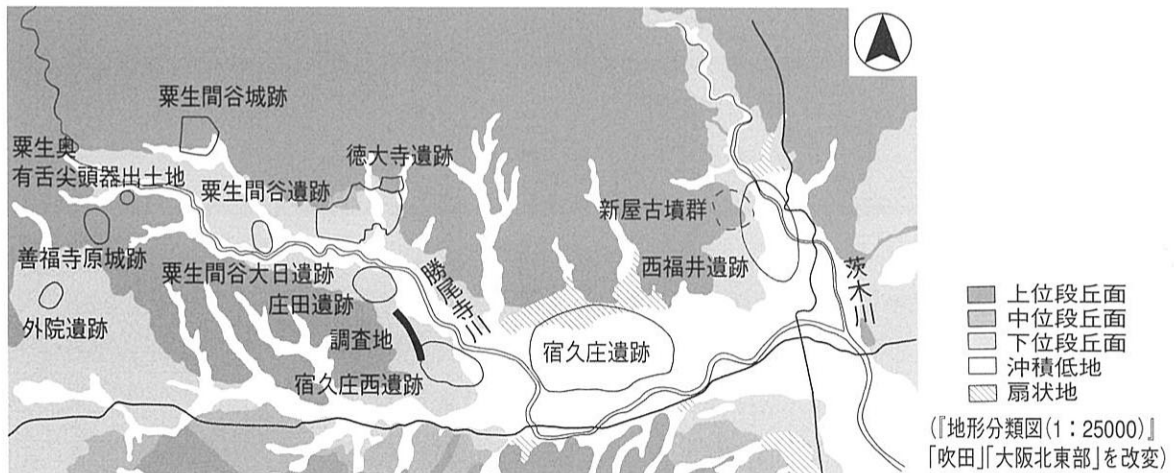 粟生間谷城跡
粟生奥
有舌尖頭器出土地
徳大寺遺跡
粟生間谷遺跡
新屋古墳群
善福寺原城跡
西福井遺跡
粟生間谷大日遺跡
勝尾寺川
茨木川
庄田遺跡
外院遺跡
調査地
宿久庄遺跡
宿久庄西遺跡
上位段丘面
中位段丘面
下位段丘面
沖積低地
扇状地
(『地形分類図(1:25000)』
「吹田」「大阪北東部」を改変)